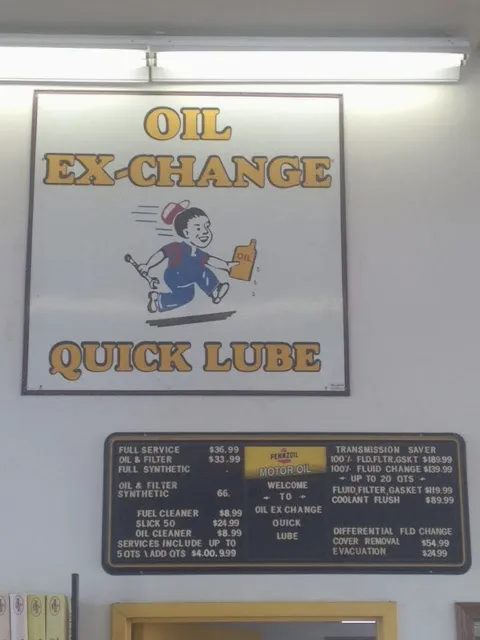 OIL
EX-CHANGE
OIL
QUICK LUBE
FULL SERVICE $36.99
OIL & FILTER $33.99
FULL SYNTHETIC
OIL & FILTER
SYNTHETIC 66.
FUEL CLEANER $8.99
SLICK 50 $24.99
OIL CLEANER $8.99
SERVICES INCLUDE UP TO
5 QTS \ ADD QTS $4.00,9.99
PENNZOIL
MOTOR OIL
WELCOME
TO
OIL EX CHANGE
QUICK
LUBE
TRANSMISSION SAVER
100% FLD,FLTR,GSKT $189.99
100% FLUID CHANGE $139.99
- UP TO 20 QTS -
FLUID,FILTER,GASKET $119.99
COOLANT FLUSH $89.99
DIFFERENTIAL FLD CHANGE
COVER REMOVAL $54.99
EVACUATION $24.99